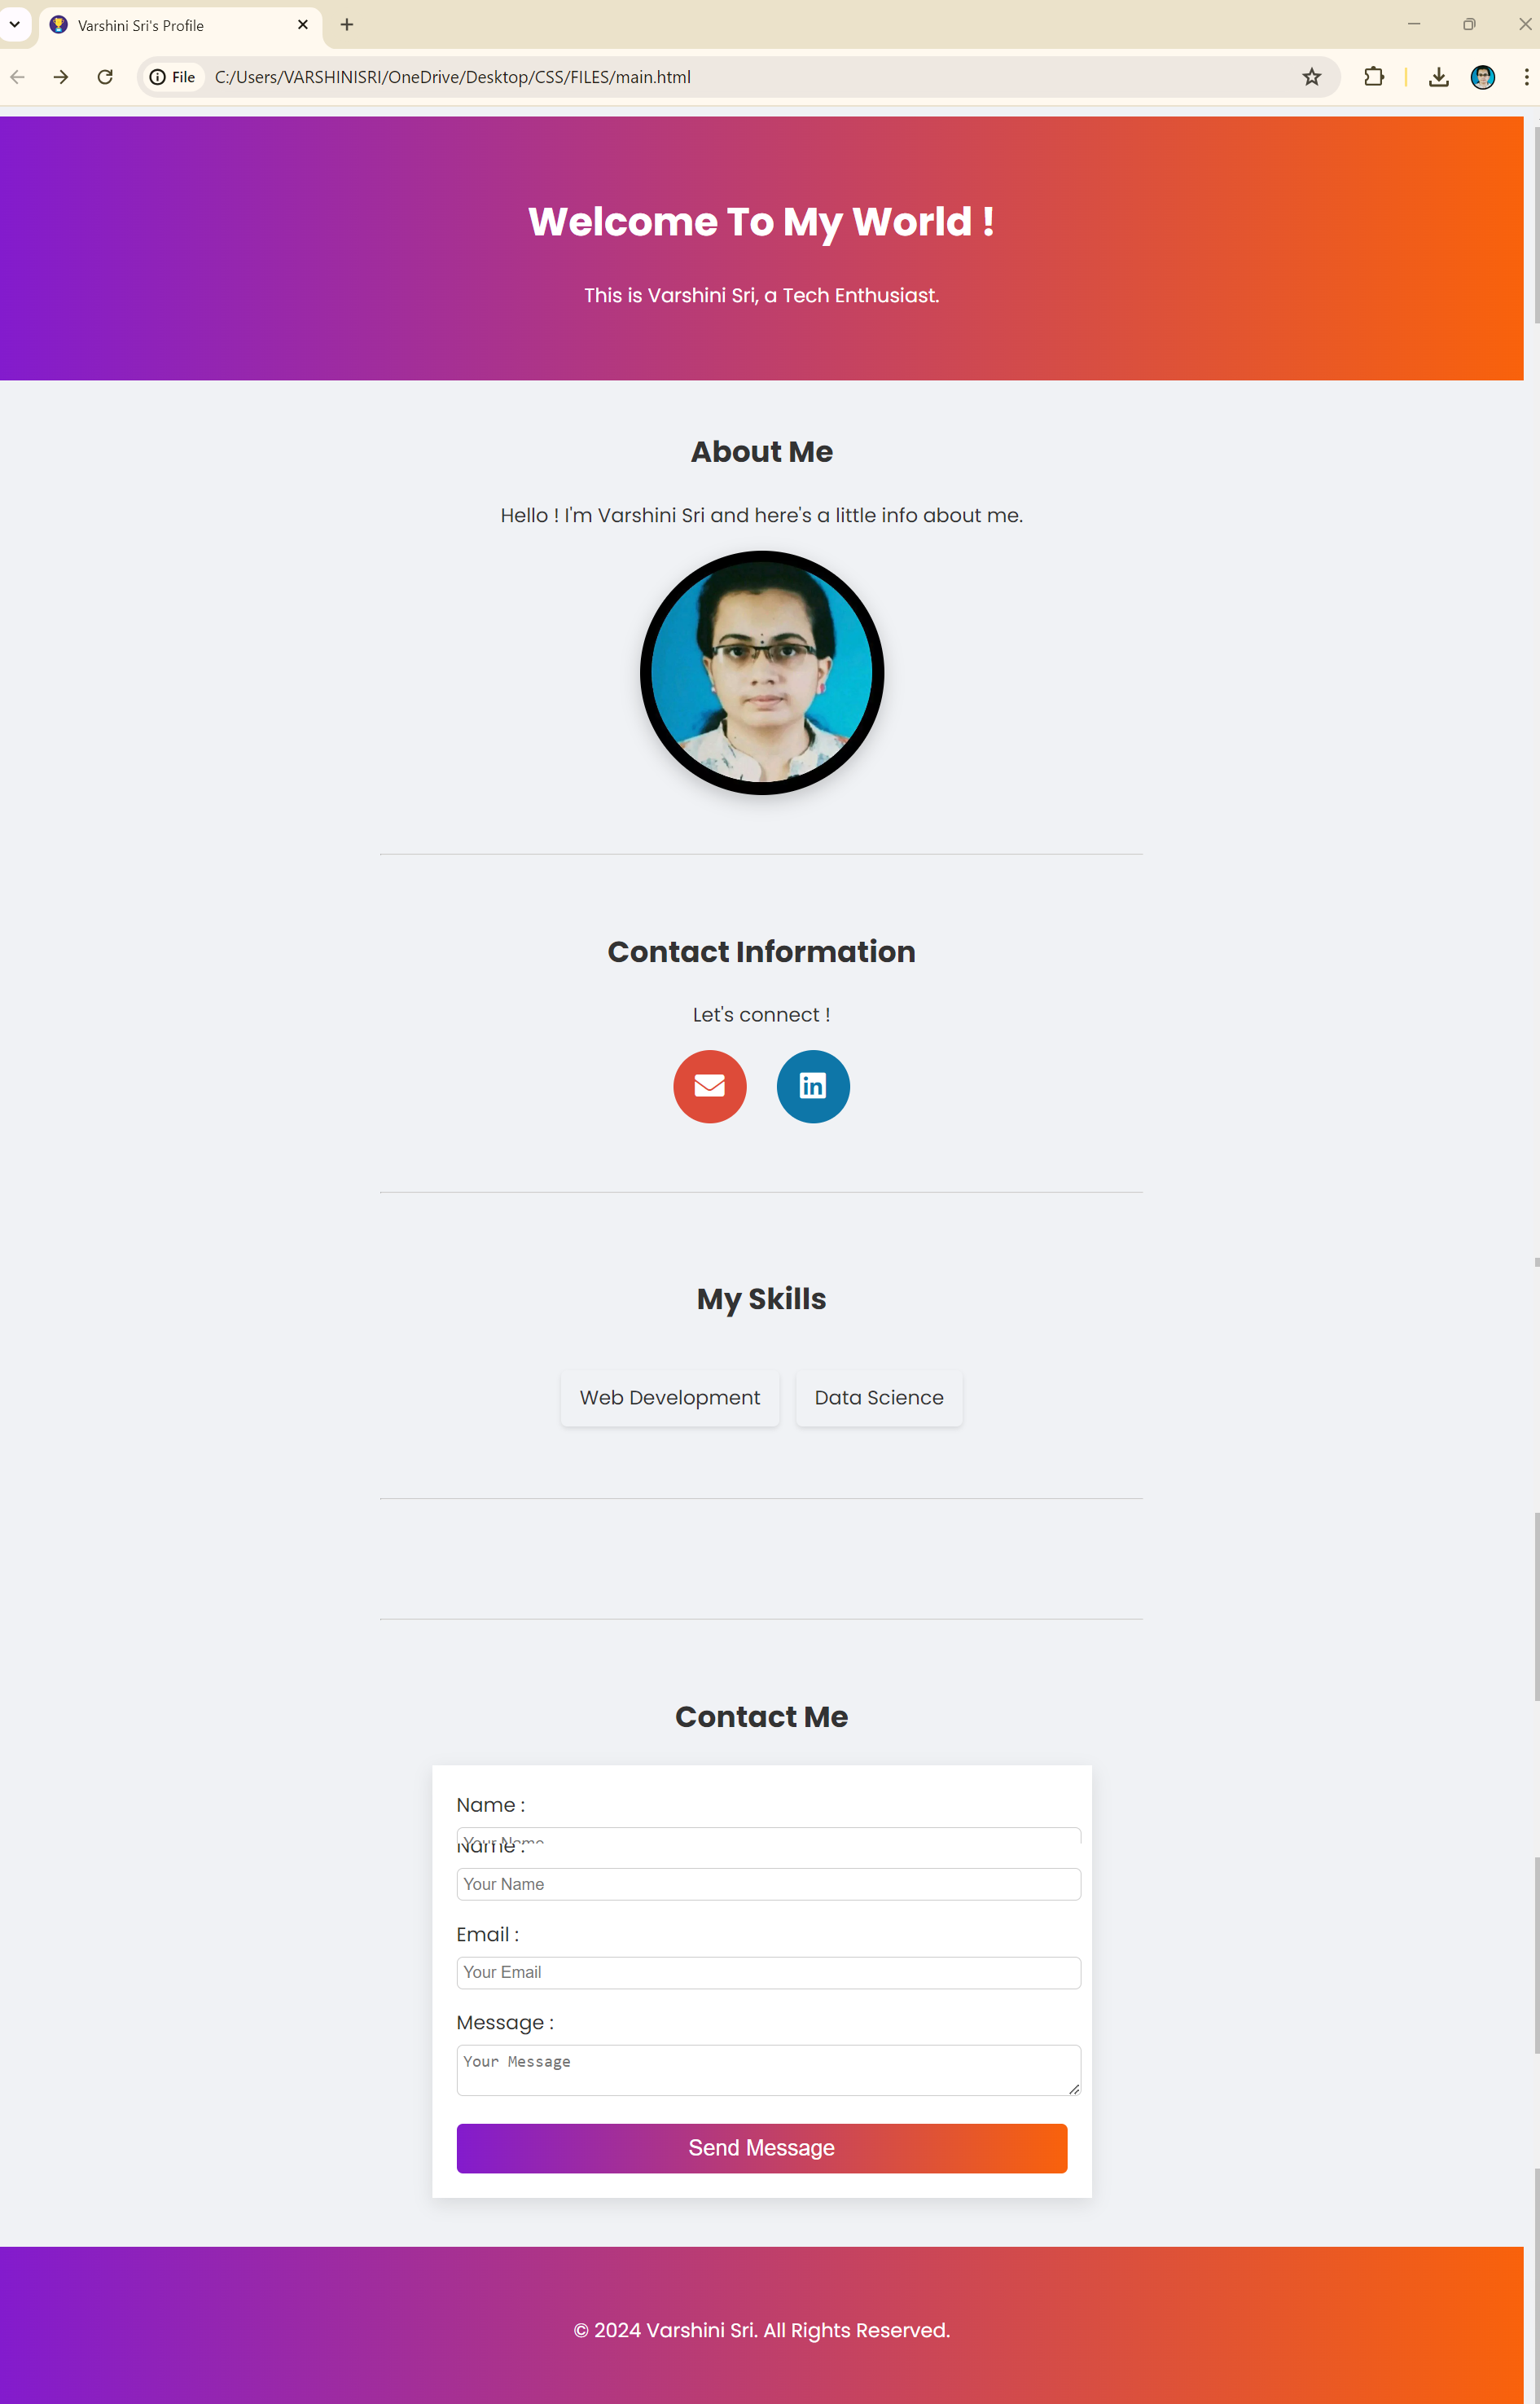 Varshini Sri's Profile
File C:/Users/VARSHINISRI/OneDrive/Desktop/CSS/FILES/main.html
Welcome To My World !
This is Varshini Sri, a Tech Enthusiast.
About Me
Hello ! I'm Varshini Sri and here's a little info about me.
Contact Information
Let's connect !
in
My Skills
Web Development Data Science
Contact Me
Name :
Your Name
Name :
Your Name
Email :
Your Email
Message :
Your Message
Send Message
© 2024 Varshini Sri. All Rights Reserved.